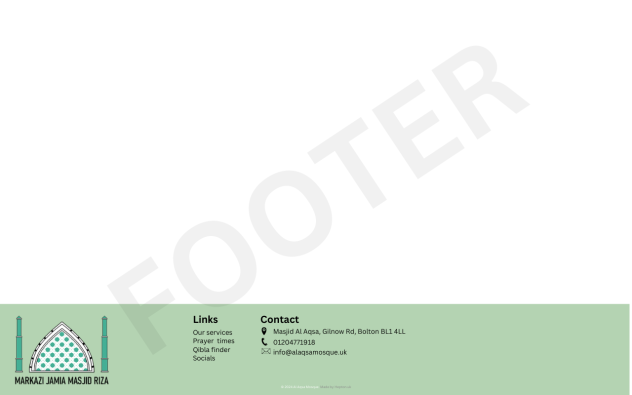 FOOTER
MARKAZI JAMIA MASJID RIZA
Links
Our services
Prayer times
Qibla finder
Socials
Contact
Masjid Al Aqsa, Gilnow Rd, Bolton BL1 4LL
01204771918
info@alaqsamosque.uk